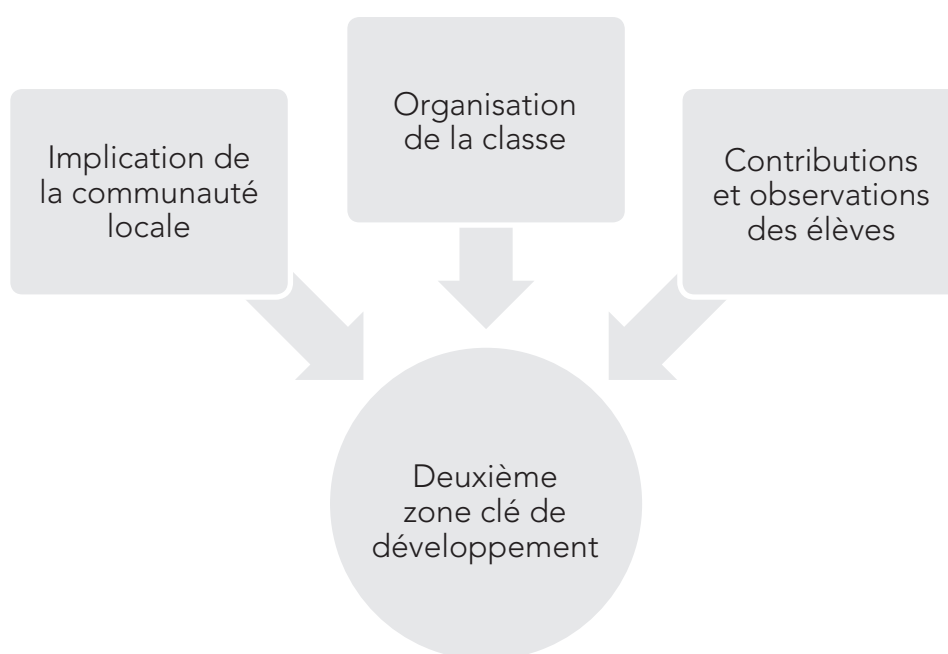 Implication de
la communauté
locale
Organisation
de la classe
Contributions
et observations
des élèves
Deuxième
zone clé de
développement